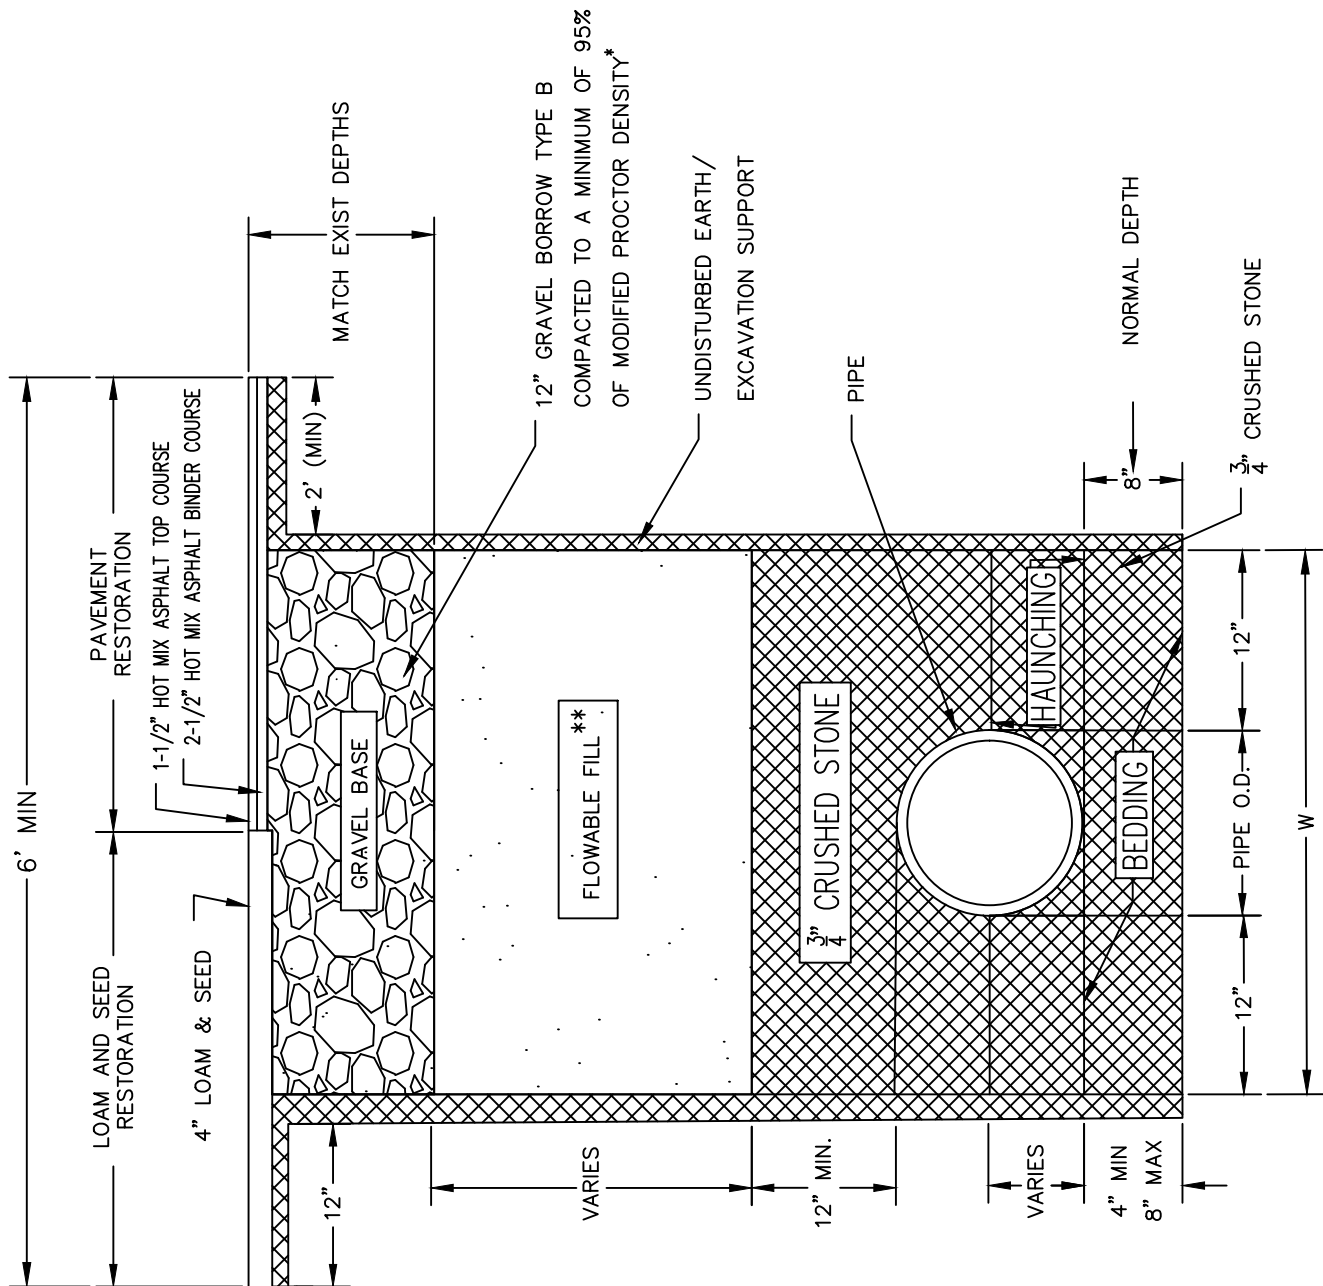 6' MIN
LOAM AND SEED
RESTORATION
PAVEMENT
RESTORATION
1-1/2" HOT MIX ASPHALT TOP COURSE
2-1/2" HOT MIX ASPHALT BINDER COURSE
4" LOAM & SEED
12"
2' (MIN)
MATCH EXIST DEPTHS
GRAVEL BASE
12" GRAVEL BORROW TYPE B
COMPACTED TO A MINIMUM OF 95%
OF MODIFIED PROCTOR DENSITY*
VARIES
FLOWABLE FILL**
UNDISTURBED EARTH/
EXCAVATION SUPPORT
12" MIN.
3/4" CRUSHED STONE
PIPE
VARIES
HAUNCHING
4" MIN
8" MAX
BEDDING
8"
NORMAL DEPTH
3/4" CRUSHED STONE
12"
PIPE O.D.
12"
W